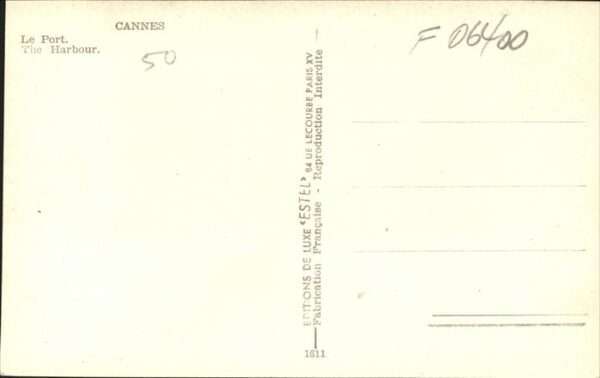 CANNES
Le Port.
The Harbour.
50
F 06400
EDITIONS DE LUXE "ESTEL" 84 UE LECOURBE PARIS XV
Fabrication Française - Reproduction Interdite
1611